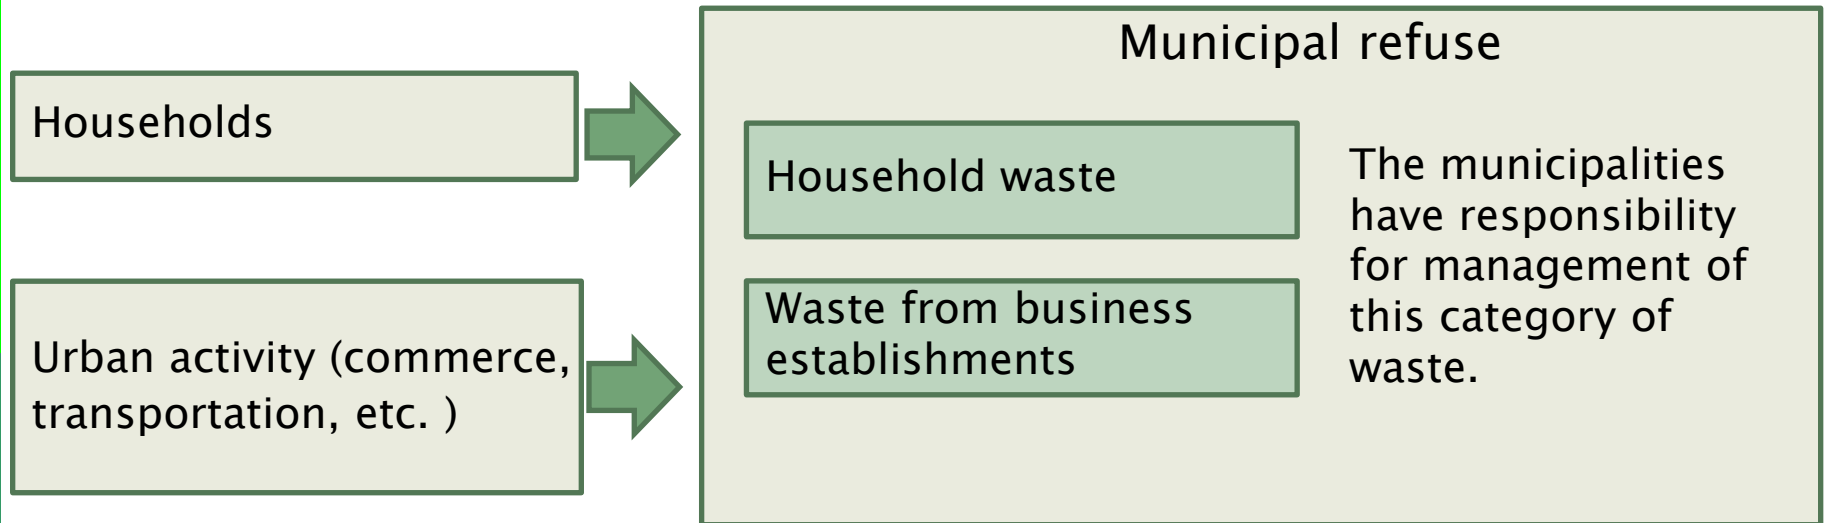 Municipal refuse
Households
Household waste
The municipalities
have responsibility
for management of
this category of
waste.
Urban activity (commerce,
transportation, etc. )
Waste from business
establishments